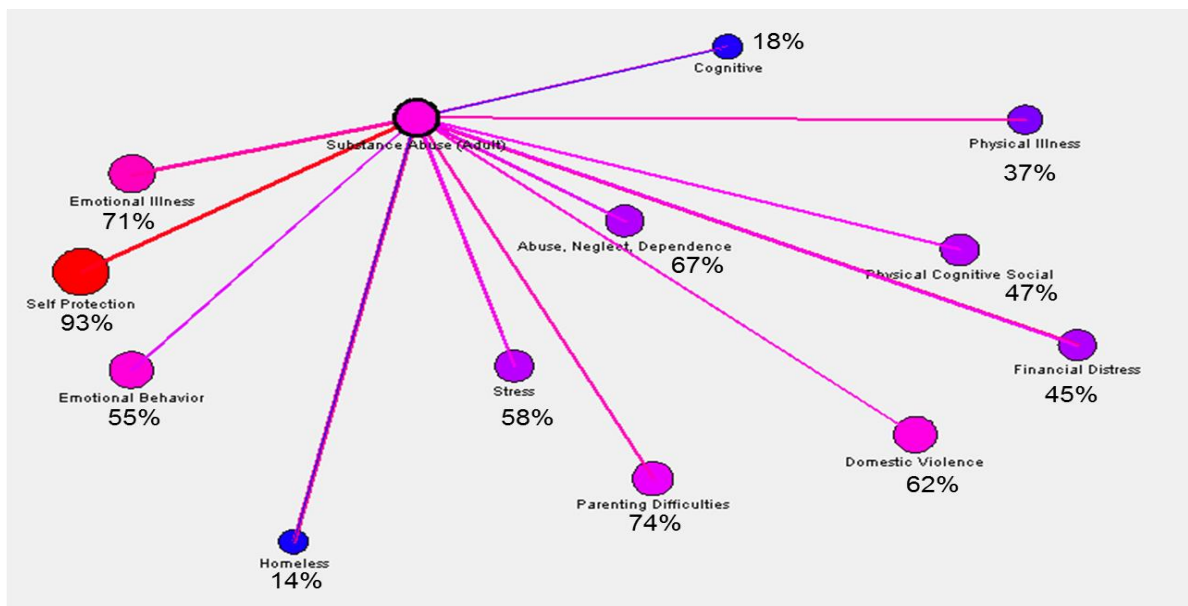 18%
Cognitive
Substance Abuse (Adult)
Physical Illness
37%
Emotional Illness
71%
Abuse, Neglect, Dependence
67%
Physical Cognitive Social
47%
Self Protection
93%
Financial Distress
45%
Emotional Behavior
55%
Stress
58%
Domestic Violence
62%
Parenting Difficulties
74%
Homeless
14%